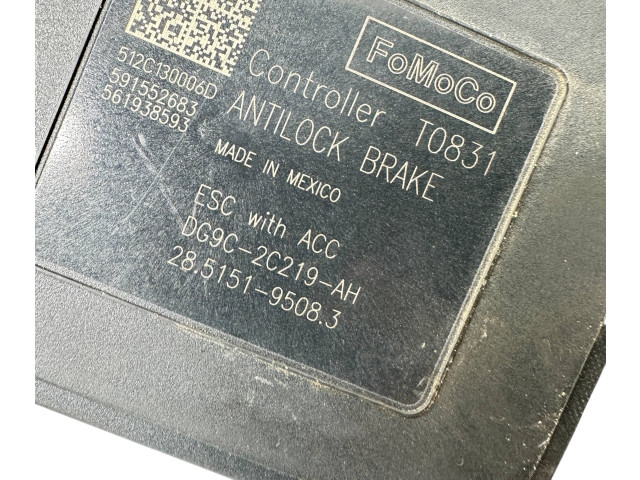 FoMoCo
512C130006D
591552683
561938593
Controller T0831
ANTILOCK BRAKE
MADE IN MEXICO
ESC with ACC
DG9C-2C219-AH
28.5151-9508.3